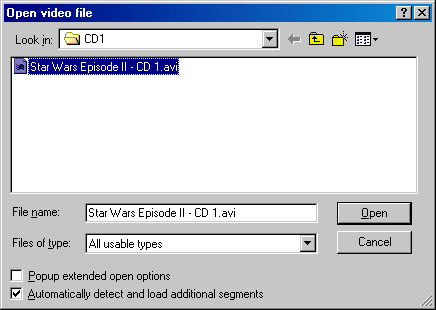 Open video file
Look in: CD1
Star Wars Episode II - CD 1.avi
File name: Star Wars Episode II - CD 1.avi Open
Files of type: All usable types Cancel
Popup extended open options
Automatically detect and load additional segments